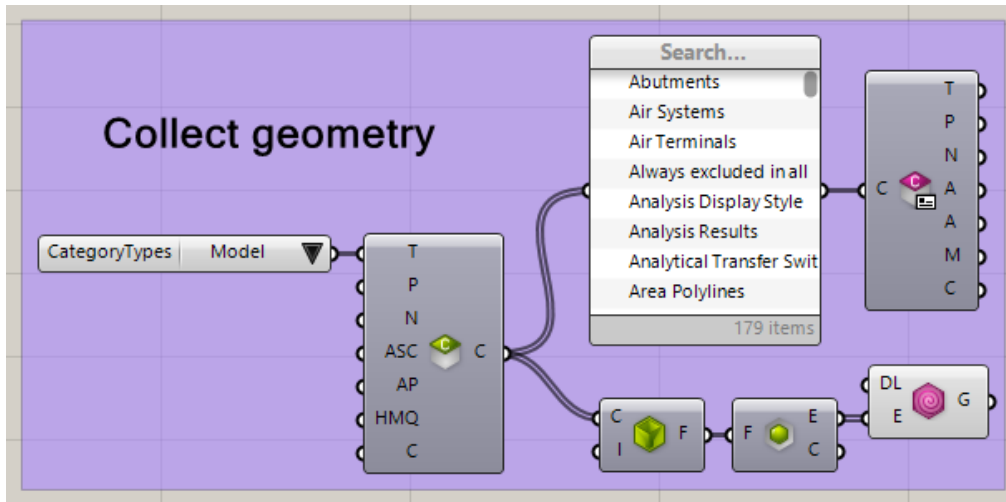 Collect geometry
CategoryTypes Model
T
P
N
ASC C
AP
HMQ
C
C
Search...
Abutments
Air Systems
Air Terminals
Always excluded in all
Analysis Display Style
Analysis Results
Analytical Transfer Swit
Area Polylines
179 items
T
P
N
C C A
A
M
C
C F
I
F E
C
DL G
E